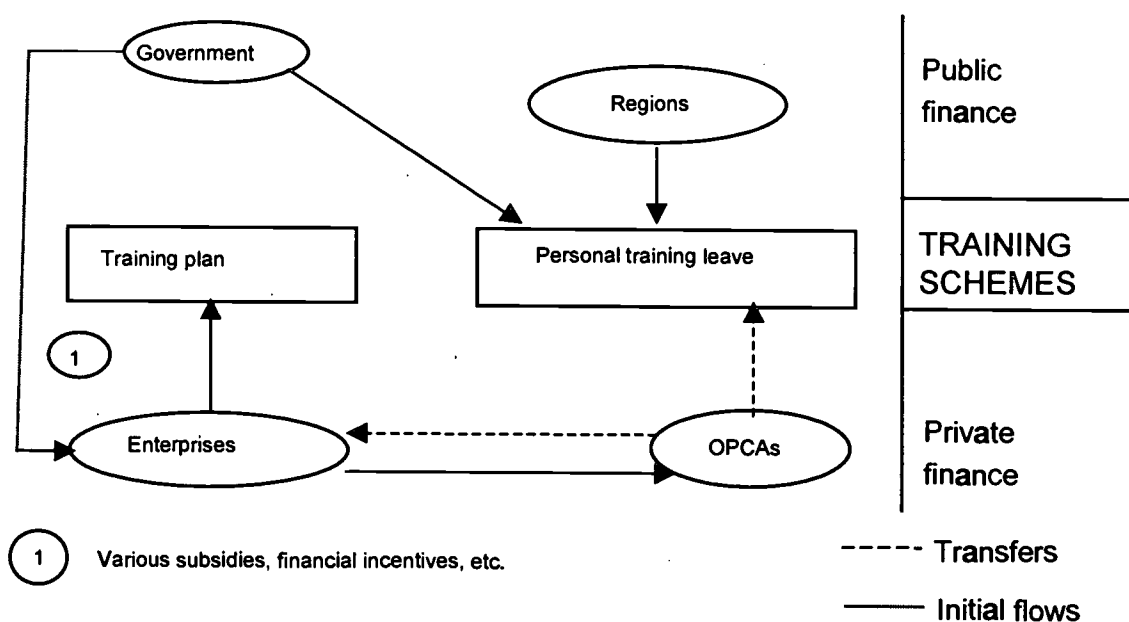 Government
Regions
Public
finance
Training plan
Personal training leave
TRAINING
SCHEMES
1
Enterprises
OPCAs
Private
finance
1 Various subsidies, financial incentives, etc.
Transfers
Initial flows